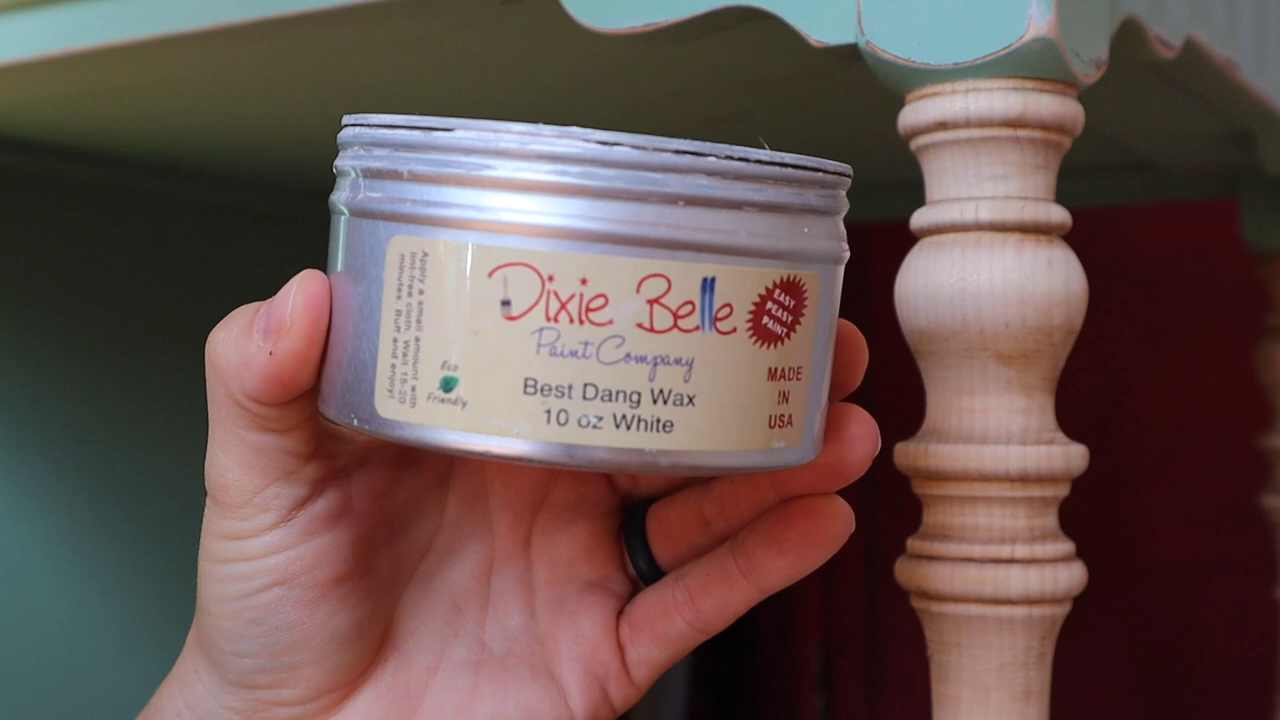 Apply a small amount with
lint-free cloth. Wait 15-20
minutes. Buff and enjoy!
Dixie Belle
Paint Company
EASY
PEASY
PAINT
Eco
Friendly
Best Dang Wax
10 oz White
MADE
IN
USA